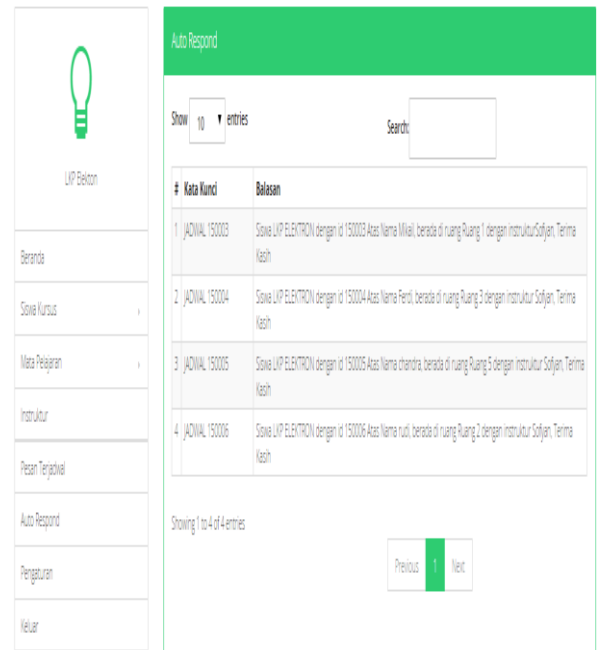 LKP Elekton
Beranda
Siswa Kursus
Mata Pelajaran
Instruktur
Pesan Terjadwal
Auto Respond
Pengaturan
Keluar
Auto Respond
Show 10 entries
Search:
# Kata Kunci Balasan
1 JADWAL 150003 Siswa LKP ELEKTRON dengan id 150003 Atas Nama Mikail, berada di ruang Ruang 1 dengan instrukturSofyan, Terima
Kasih
2 JADWAL 150004 Siswa LKP ELEKTRON dengan id 150004 Atas Nama Ferdi, berada di ruang Ruang 3 dengan instruktur Sofyan, Terima
Kasih
3 JADWAL 150005 Siswa LKP ELEKTRON dengan id 150005 Atas Nama chandra, berada di ruang Ruang 5 dengan instruktur Sofyan, Terima
Kasih
4 JADWAL 150006 Siswa LKP ELEKTRON dengan id 150006 Atas Nama rudi, berada di ruang Ruang 2 dengan instruktur Sofyan, Terima
Kasih
Showing 1 to 4 of 4 entries
Previous 1 Next